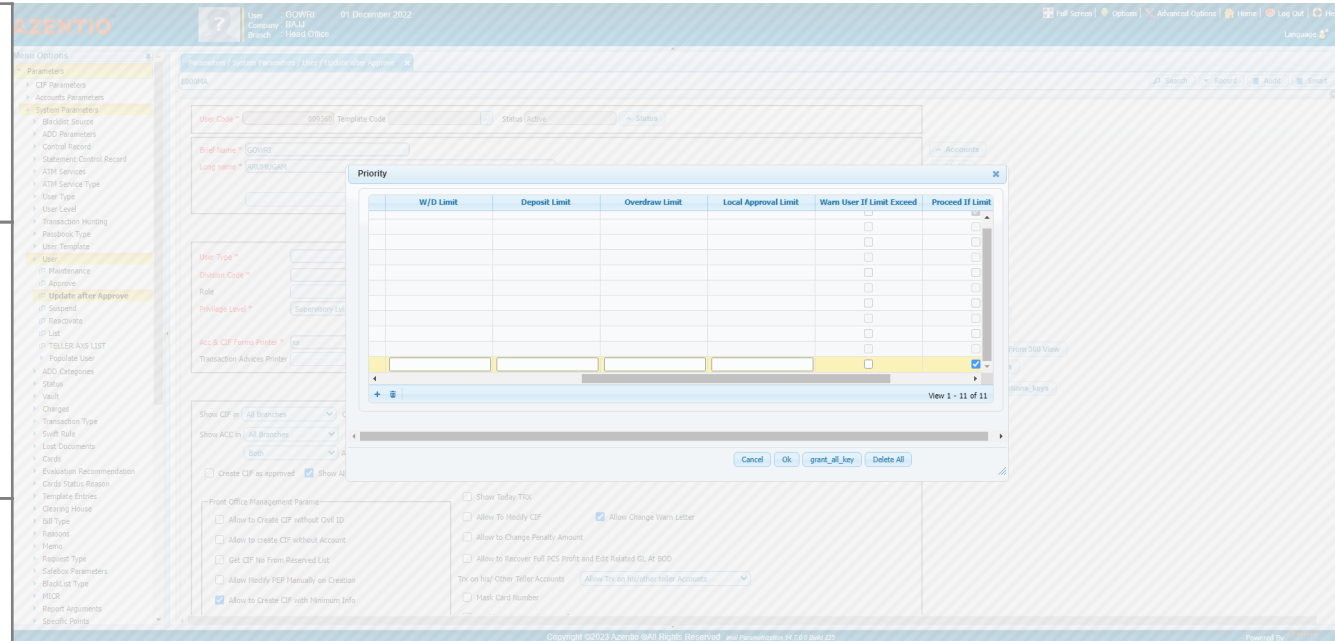 AZENTIO
User GOWRI 01 December 2022
Company BAJJ
Branch Head Office
Full Screen | Options | Advanced Options | Home | Log Out |
Language
Menu Options
Parameters / System Parameters / User / Update after Approve x
Parameters
CIF Parameters
Accounts Parameters
System Parameters
Blacklist Source
ADD Parameters
Control Record
Statement Control Record
ATM Services
ATM Service Type
User Type
User Level
Transaction Hunting
Passbook Type
User Template
User
Maintenance
Approve
Update after Approve
Suspend
Reactivate
List
TELLER AXS LIST
Populate User
ADD Categories
Status
Vault
Charges
Transaction Type
Swift Rule
Lost Documents
Cards
Evaluation Recommendation
Cards Status Reason
Template Entries
Clearing House
Bill Type
Reasons
Memo
Request Type
Safebox Parameters
BlackList Type
MICR
Report Arguments
Specific Points
Search Record Audit Smart
User Code * 809360 Template Code Status Active Status
Brief Name * GOWRI
Accounts
Long name * ARUMUGAM
User Type *
Division Code *
Role
Privilege Level * Supervisory Lvl
Acc & CIF Forms Printer * cif
Transaction Advices Printer
From 360 View
Show CIF in All Branches
Show ACC in All Branches
Both
Create CIF as approved
Front Office Management Parame
Allow to Create CIF without Civil ID
Allow to create CIF without Account
Get CIF No From Reserved List
Allow Modify PEP Manually on Creation
Allow to Create CIF with Minimum Info
Show Today TRX
Allow To Modify CIF Allow Change Warn Letter
Allow to Change Penalty Amount
Allow to Recover Full PCS Profit and Edit Related GL At BOD
Trx on his/ Other Teller Accounts Allow Trx on his/other teller Accounts
Mask Card Number
Priority
W/D Limit Deposit Limit Overdraw Limit Local Approval Limit Warn User If Limit Exceed Proceed If Limit
View 1 - 11 of 11
Cancel Ok grant_all_key Delete All
Copyright ©2023 Azentio @All Rights Reserved
Powered By